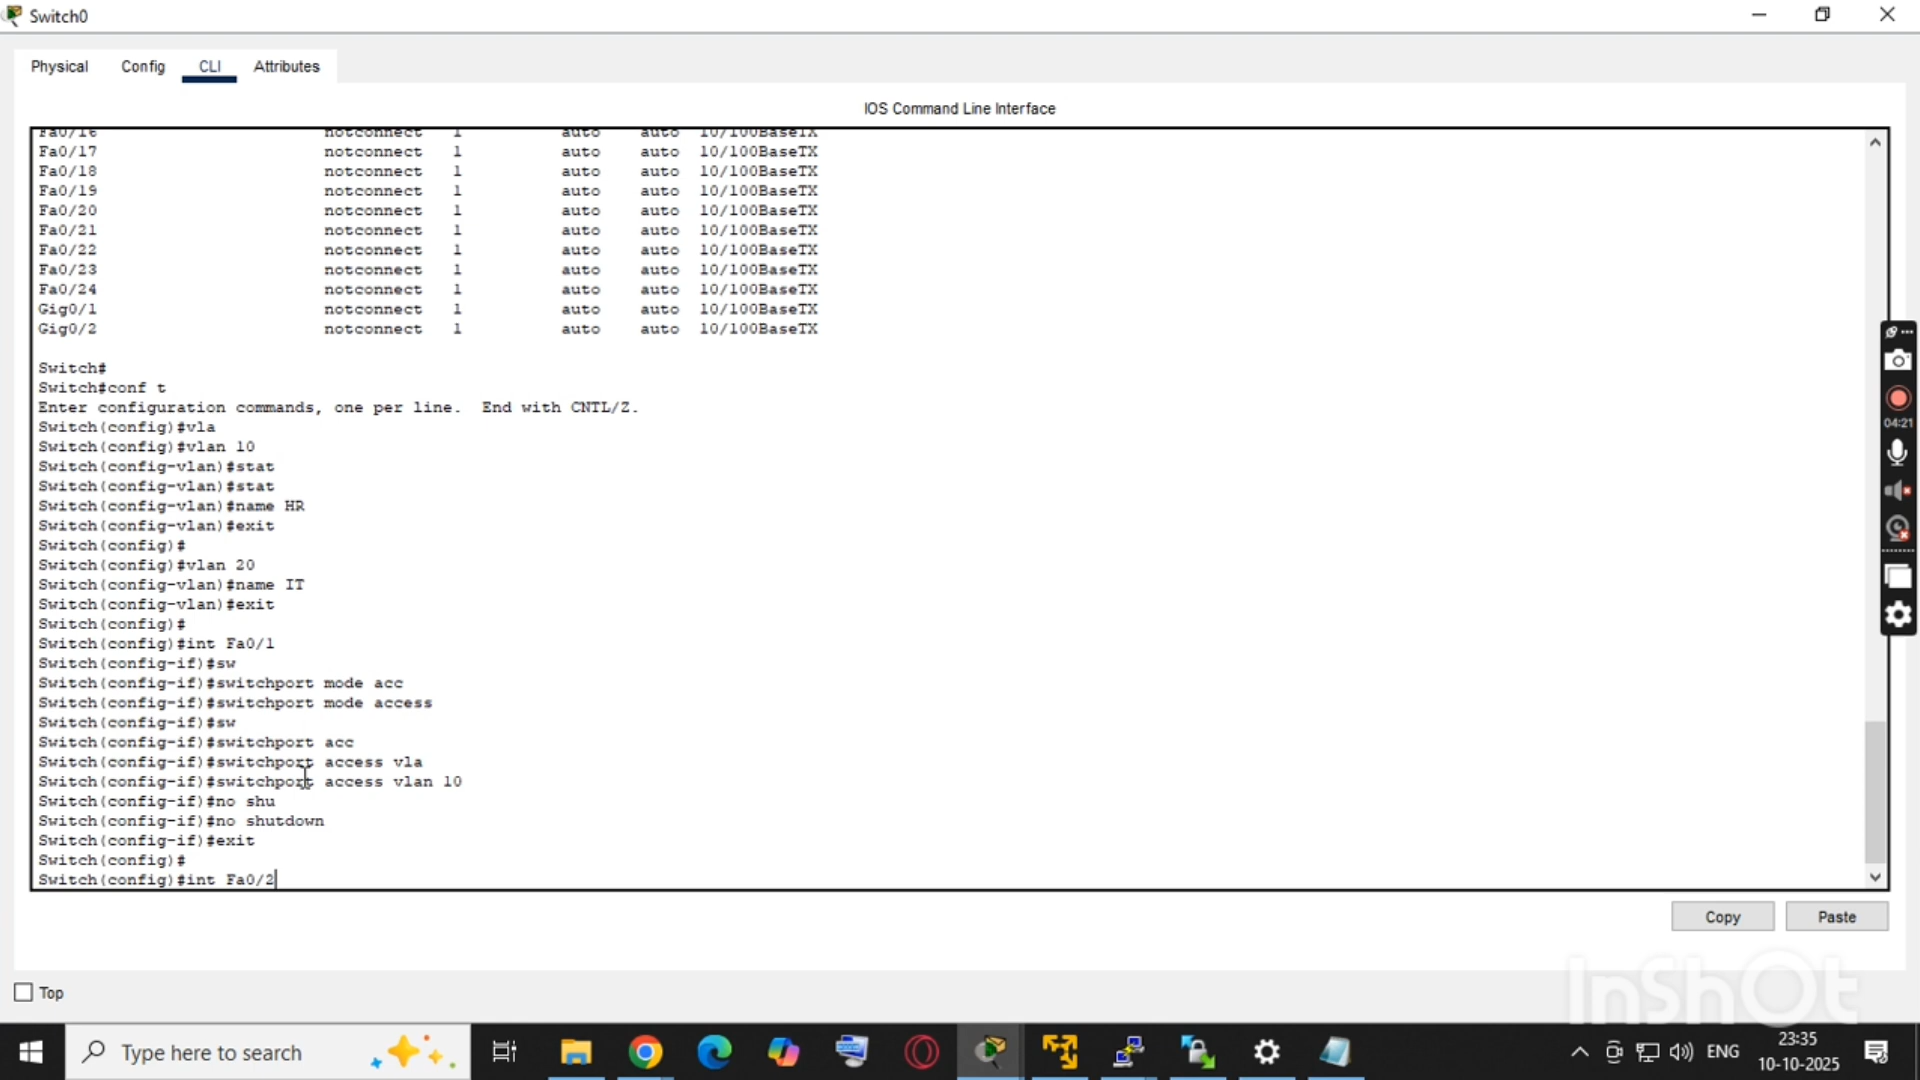 Switch0
Physical Config CLI Attributes
IOS Command Line Interface
Fa0/16 notconnect 1 auto auto 10/100BaseTX
Fa0/17 notconnect 1 auto auto 10/100BaseTX
Fa0/18 notconnect 1 auto auto 10/100BaseTX
Fa0/19 notconnect 1 auto auto 10/100BaseTX
Fa0/20 notconnect 1 auto auto 10/100BaseTX
Fa0/21 notconnect 1 auto auto 10/100BaseTX
Fa0/22 notconnect 1 auto auto 10/100BaseTX
Fa0/23 notconnect 1 auto auto 10/100BaseTX
Fa0/24 notconnect 1 auto auto 10/100BaseTX
Gig0/1 notconnect 1 auto auto 10/100BaseTX
Gig0/2 notconnect 1 auto auto 10/100BaseTX
Switch#
Switch#conf t
Enter configuration commands, one per line. End with CNTL/Z.
Switch(config)#vla
Switch(config)#vlan 10
Switch(config-vlan)#stat
Switch(config-vlan)#stat
Switch(config-vlan)#name HR
Switch(config-vlan)#exit
Switch(config)#
Switch(config)#vlan 20
Switch(config-vlan)#name IT
Switch(config-vlan)#exit
Switch(config)#
Switch(config)#int Fa0/1
Switch(config-if)#sw
Switch(config-if)#switchport mode acc
Switch(config-if)#switchport mode access
Switch(config-if)#sw
Switch(config-if)#switchport acc
Switch(config-if)#switchport access vla
Switch(config-if)#switchport access vlan 10
Switch(config-if)#no shu
Switch(config-if)#no shutdown
Switch(config-if)#exit
Switch(config)#
Switch(config)#int Fa0/2
04:21
Copy Paste
Top
InShOt
Type here to search
ENG
23:35
10-10-2025